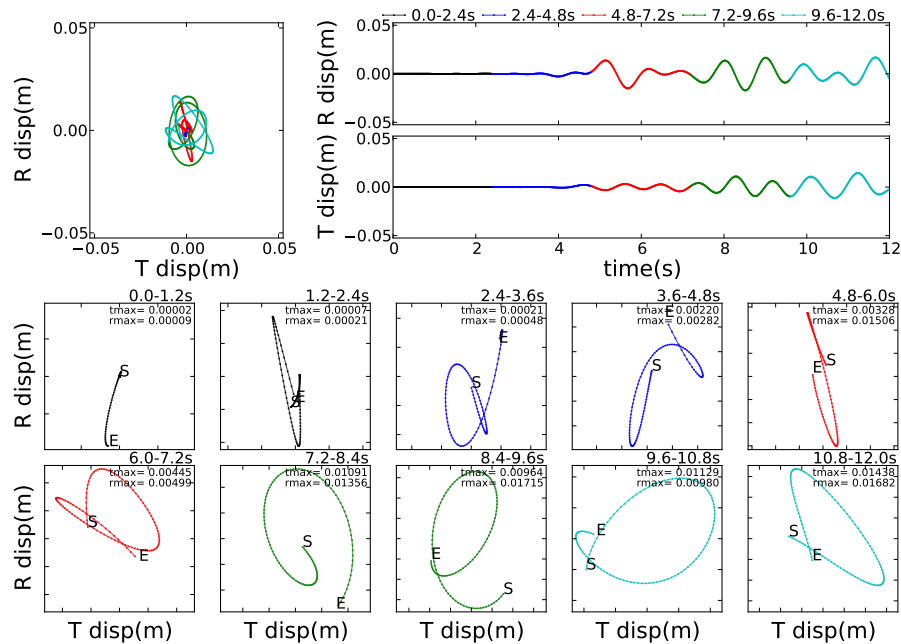 0.0-2.4s 2.4-4.8s 4.8-7.2s 7.2-9.6s 9.6-12.0s
0.05
0.00
−0.05
R disp(m)
−0.05 0.00 0.05
T disp(m)
0.05
0.00
−0.05
R disp(m)
0.05
0.00
−0.05
T disp(m)
0 2 4 6 8 10 12
time(s)
0.0-1.2s
tmax= 0.00002
rmax= 0.00009
S
E
1.2-2.4s
tmax= 0.00007
rmax= 0.00021
S
E
2.4-3.6s
tmax= 0.00021
rmax= 0.00048
S
E
3.6-4.8s
tmax= 0.00220
rmax= 0.00282
S
E
4.8-6.0s
tmax= 0.00328
rmax= 0.01506
S
E
R disp(m)
6.0-7.2s
tmax= 0.00445
rmax= 0.00499
S
E
7.2-8.4s
tmax= 0.01091
rmax= 0.01356
S
E
8.4-9.6s
tmax= 0.00964
rmax= 0.01715
S
E
9.6-10.8s
tmax= 0.01129
rmax= 0.00980
S
E
10.8-12.0s
tmax= 0.01438
rmax= 0.01682
S
E
R disp(m)
T disp(m) T disp(m) T disp(m) T disp(m) T disp(m)